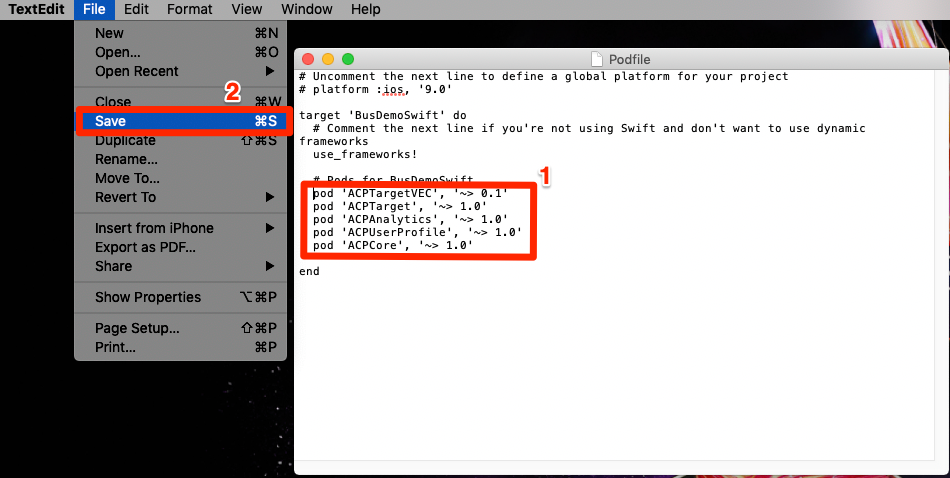 TextEdit File Edit Format View Window Help
New ⌘N
Open... ⌘O
Open Recent ▶
2
Close ⌘W
Save ⌘S
Duplicate ⇧⌘S
Rename...
Move To...
Revert To ▶
Insert from iPhone ▶
Export as PDF...
Share ▶
Show Properties ⌥⌘P
Page Setup... ⇧⌘P
Print... ⌘P
Podfile
# Uncomment the next line to define a global platform for your project
# platform :ios, '9.0'
target 'BusDemoSwift' do
# Comment the next line if you're not using Swift and don't want to use dynamic
frameworks
use_frameworks!
# Pods for BusDemoSwift
1
pod 'ACPTargetVEC', '~> 0.1'
pod 'ACPTarget', '~> 1.0'
pod 'ACPAnalytics', '~> 1.0'
pod 'ACPUserProfile', '~> 1.0'
pod 'ACPCore', '~> 1.0'
end